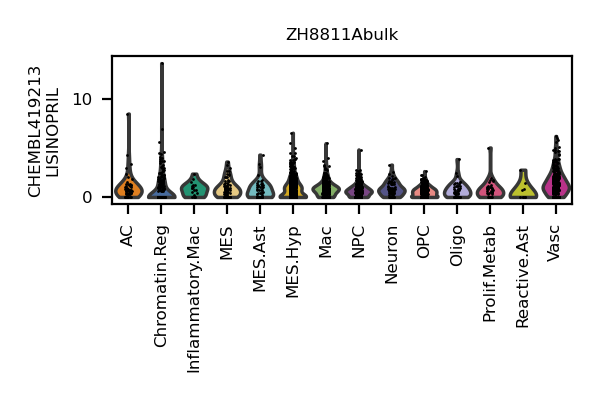 ZH8811Abulk
CHEMBL419213
LISINOPRIL
10
0
AC
Chromatin.Reg
Inflammatory.Mac
MES
MES.Ast
MES.Hyp
Mac
NPC
Neuron
OPC
Oligo
Prolif.Metab
Reactive.Ast
Vasc